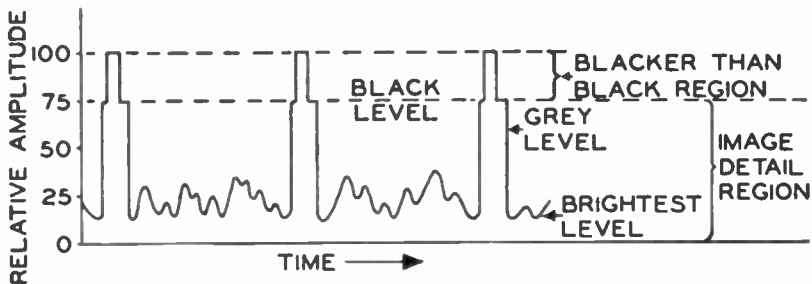 RELATIVE AMPLITUDE
100
75
50
25
0
BLACK
LEVEL
BLACKER THAN
BLACK REGION
GREY
LEVEL
IMAGE
DETAIL
REGION
BRIGHTEST
LEVEL
TIME